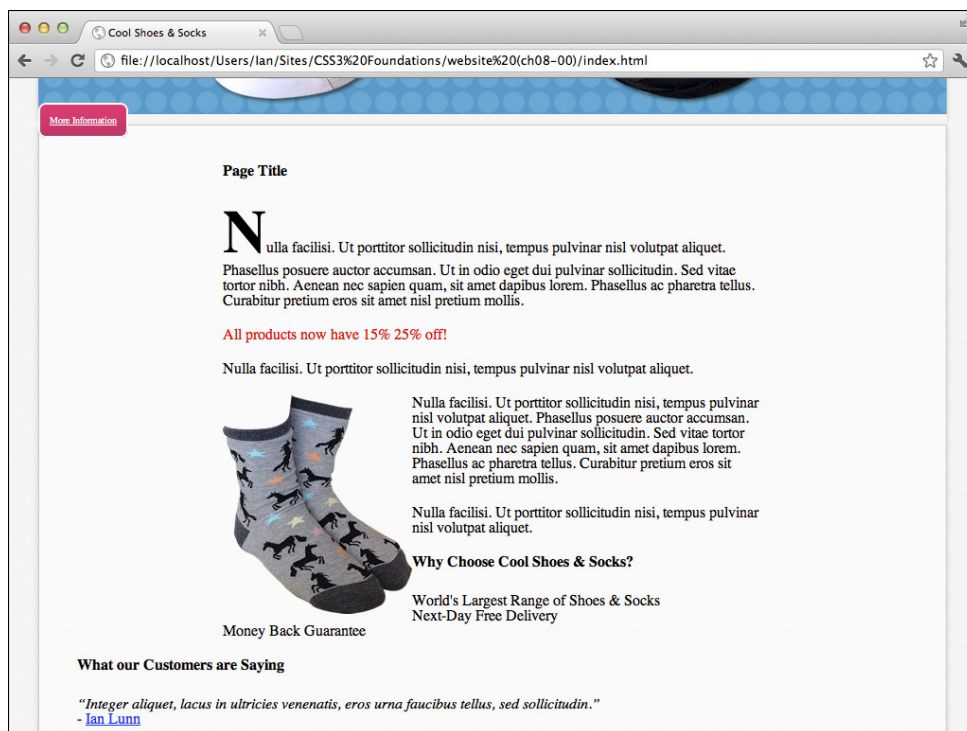 Cool Shoes & Socks
file://localhost/Users/Ian/Sites/CSS3%20Foundations/website%20(ch08-00)/index.html
More Information
Page Title
Nulla facilisi. Ut porttitor sollicitudin nisi, tempus pulvinar nisl volutpat aliquet.
Phasellus posuere auctor accumsan. Ut in odio eget dui pulvinar sollicitudin. Sed vitae
tortor nibh. Aenean nec sapien quam, sit amet dapibus lorem. Phasellus ac pharetra tellus.
Curabitur pretium eros sit amet nisl pretium mollis.
All products now have 15% 25% off!
Nulla facilisi. Ut porttitor sollicitudin nisi, tempus pulvinar nisl volutpat aliquet.
Nulla facilisi. Ut porttitor sollicitudin nisi, tempus pulvinar
nisl volutpat aliquet. Phasellus posuere auctor accumsan.
Ut in odio eget dui pulvinar sollicitudin. Sed vitae tortor
nibh. Aenean nec sapien quam, sit amet dapibus lorem.
Phasellus ac pharetra tellus. Curabitur pretium eros sit
amet nisl pretium mollis.
Nulla facilisi. Ut porttitor sollicitudin nisi, tempus pulvinar
nisl volutpat aliquet.
Why Choose Cool Shoes & Socks?
World's Largest Range of Shoes & Socks
Next-Day Free Delivery
Money Back Guarantee
What our Customers are Saying
“Integer aliquet, lacus in ultricies venenatis, eros urna faucibus tellus, sed sollicitudin.”
- Ian Lunn